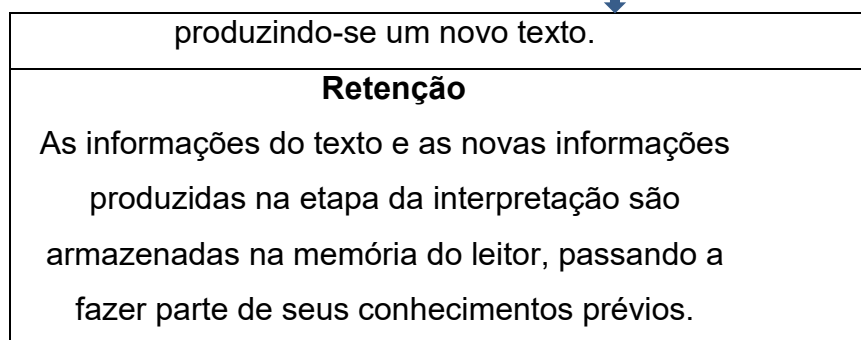 produzindo-se um novo texto.
Retenção
As informações do texto e as novas informações
produzidas na etapa da interpretação são
armazenadas na memória do leitor, passando a
fazer parte de seus conhecimentos prévios.